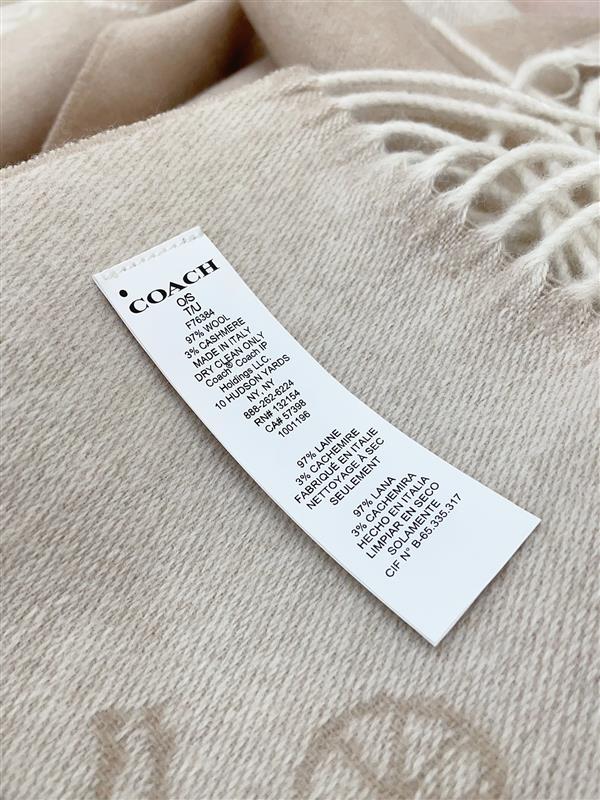 COACH
O/S
T/U
F76384
97% WOOL
3% CASHMERE
MADE IN ITALY
DRY CLEAN ONLY
Coach® Coach IP
Holdings LLC.
10 HUDSON YARDS
NY, NY
888-262-6224
RN# 132154
CA# 57398
1001196
97% LAINE
3% CACHEMIRE
FABRIQUÉ EN ITALIE
NETTOYAGE À SEC
SEULEMENT
97% LANA
3% CACHEMIRA
HECHO EN ITALIA
LIMPIAR EN SECO
SOLAMENTE
CIF N° B-65.335.317